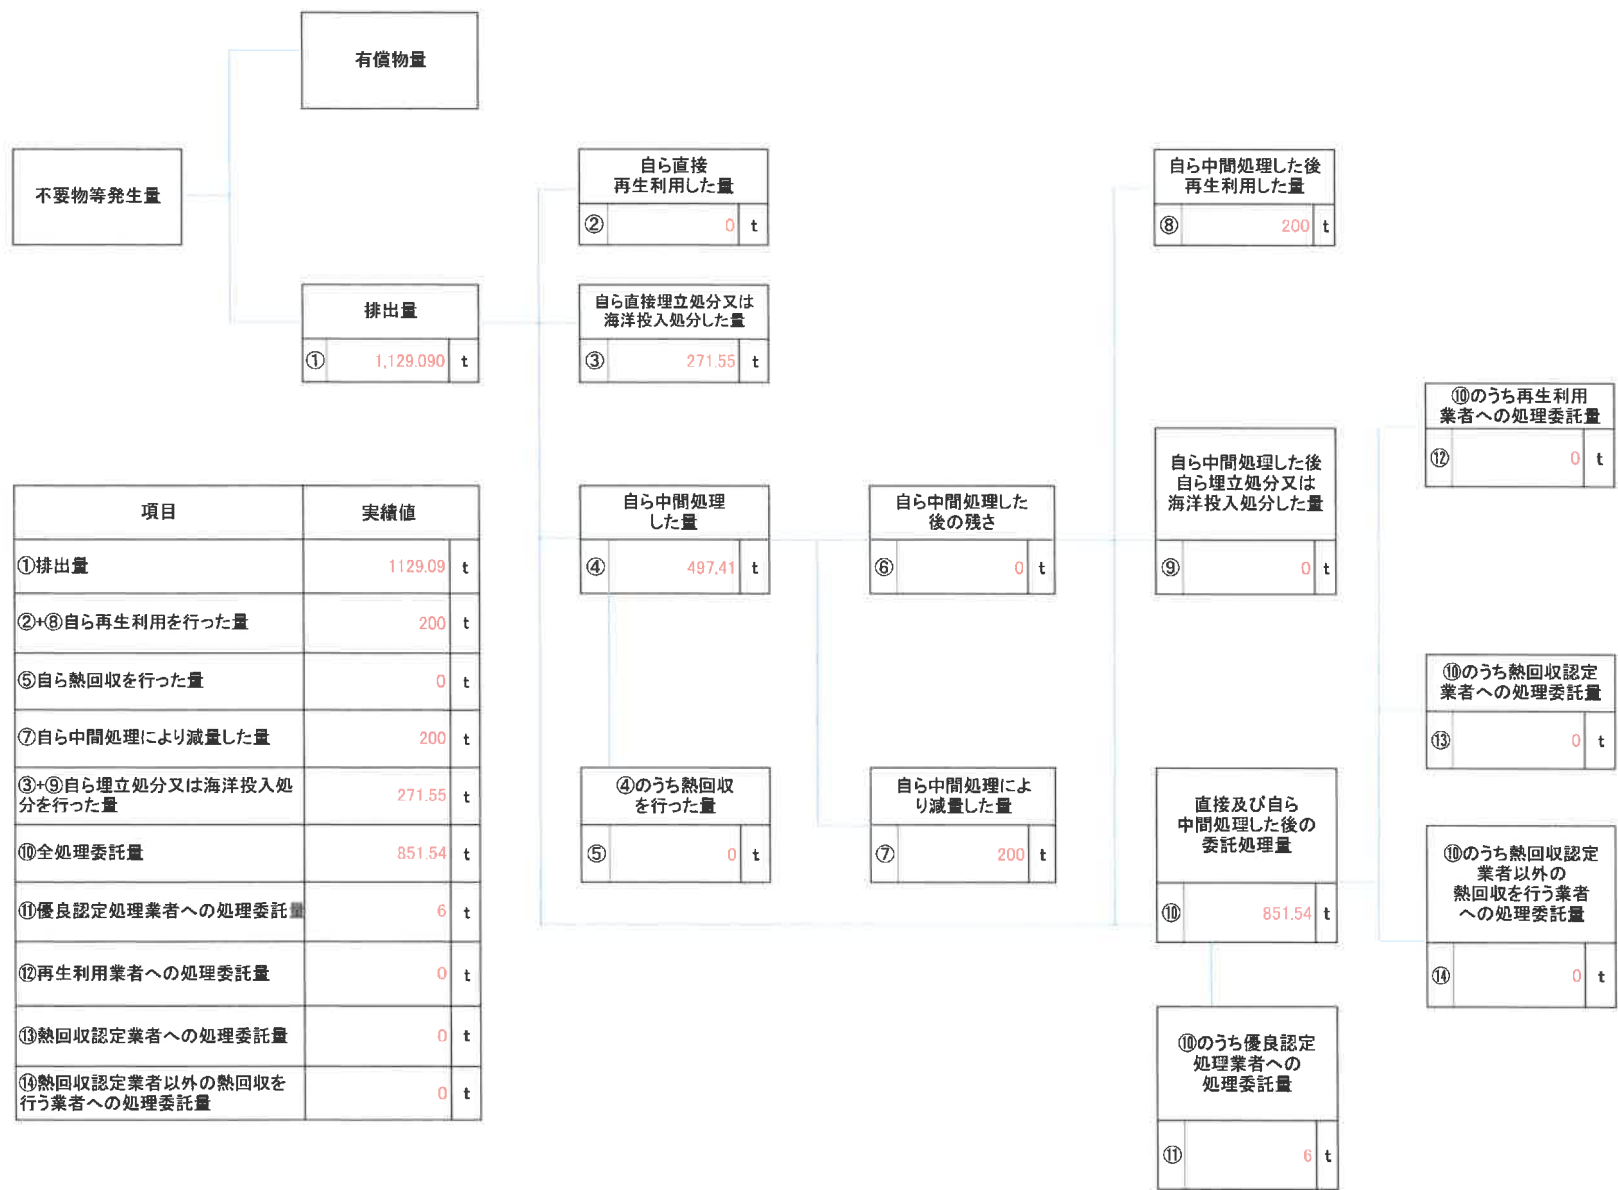 有償物量
不要物等発生量
排出量
① 1,129.090 t
自ら直接
再生利用した量
② 0 t
自ら直接埋立処分又は
海洋投入処分した量
③ 271.55 t
自ら中間処理
した量
④ 497.41 t
④のうち熱回収
を行った量
⑤ 0 t
自ら中間処理した
後の残さ
⑥ 0 t
自ら中間処理によ
り減量した量
⑦ 200 t
自ら中間処理した後
再生利用した量
⑧ 200 t
自ら中間処理した後
自ら埋立処分又は
海洋投入処分した量
⑨ 0 t
直接及び自ら
中間処理した後の
委託処理量
⑩ 851.54 t
⑩のうち優良認定
処理業者への
処理委託量
⑪ 6 t
⑩のうち再生利用
業者への処理委託量
⑫ 0 t
⑩のうち熱回収認定
業者への処理委託量
⑬ 0 t
⑩のうち熱回収認定
業者以外の
熱回収を行う業者
への処理委託量
⑭ 0 t
項目 実績値
①排出量 1129.09 t
②+⑧自ら再生利用を行った量 200 t
⑤自ら熱回収を行った量 0 t
⑦自ら中間処理により減量した量 200 t
③+⑨自ら埋立処分又は海洋投入処
分を行った量 271.55 t
⑩全処理委託量 851.54 t
⑪優良認定処理業者への処理委託量 6 t
⑫再生利用業者への処理委託量 0 t
⑬熱回収認定業者への処理委託量 0 t
⑭熱回収認定業者以外の熱回収を
行う業者への処理委託量 0 t